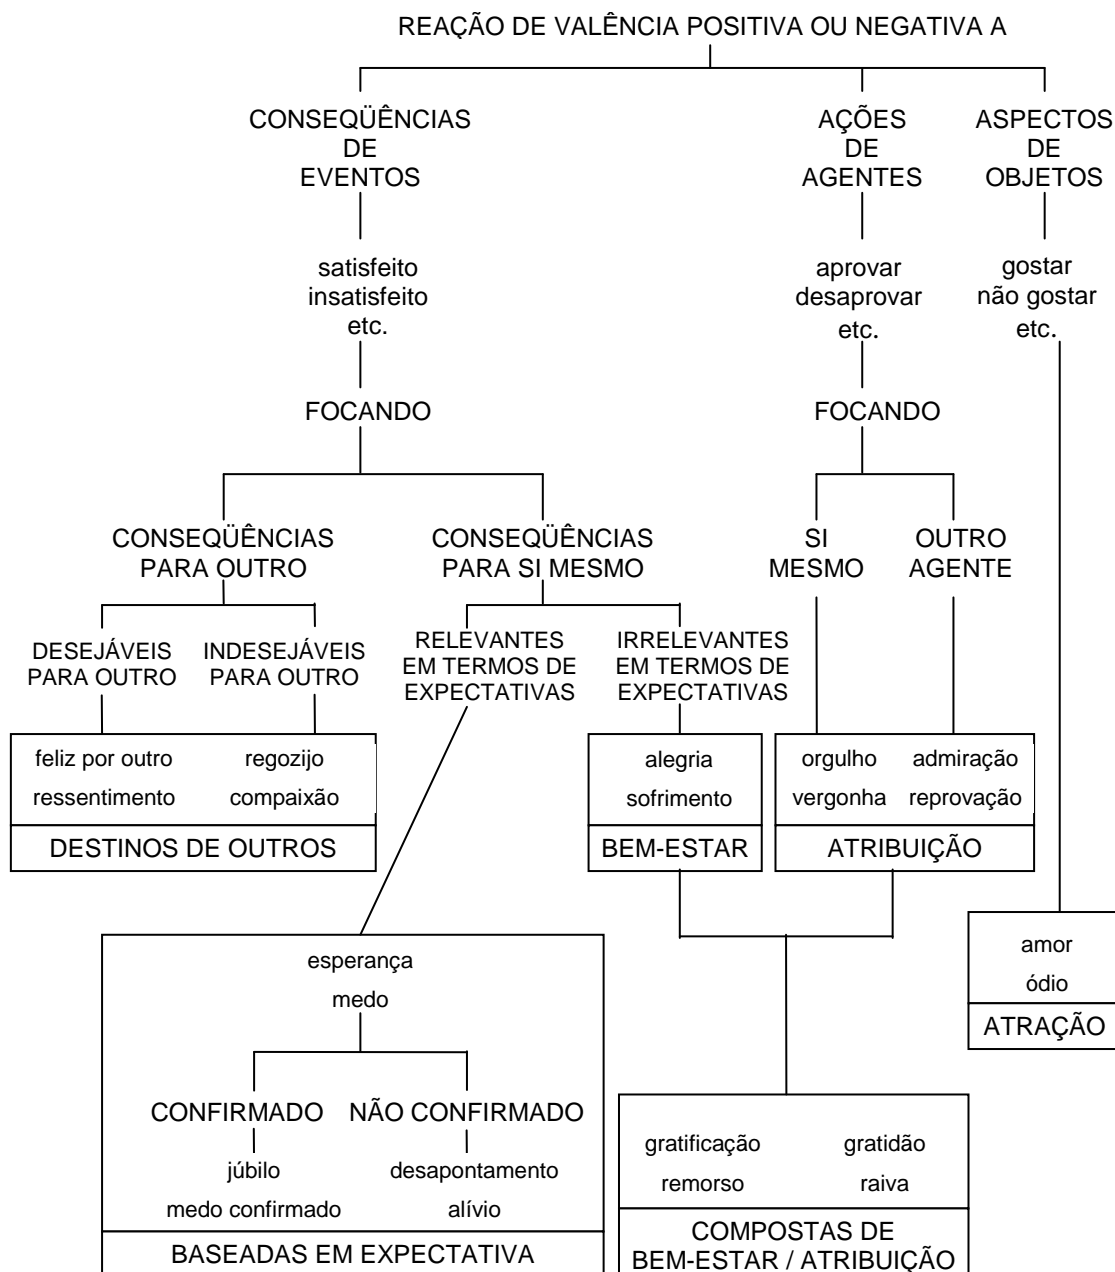 REAÇÃO DE VALÊNCIA POSITIVA OU NEGATIVA A
CONSEQÜÊNCIAS
DE
EVENTOS
AÇÕES
DE
AGENTES
ASPECTOS
DE
OBJETOS
satisfeito
insatisfeito
etc.
aprovar
desaprovar
etc.
gostar
não gostar
etc.
FOCANDO
FOCANDO
CONSEQÜÊNCIAS
PARA OUTRO
CONSEQÜÊNCIAS
PARA SI MESMO
SI
MESMO
OUTRO
AGENTE
DESEJÁVEIS
PARA OUTRO
INDESEJÁVEIS
PARA OUTRO
RELEVANTES
EM TERMOS DE
EXPECTATIVAS
IRRELEVANTES
EM TERMOS DE
EXPECTATIVAS
feliz por outro
ressentimento
regozijo
compaixão
DESTINOS DE OUTROS
alegria
sofrimento
BEM-ESTAR
orgulho
vergonha
admiração
reprovação
ATRIBUIÇÃO
amor
ódio
ATRAÇÃO
esperança
medo
CONFIRMADO
NÃO CONFIRMADO
júbilo
medo confirmado
desapontamento
alívio
BASEADAS EM EXPECTATIVA
gratificação
remorso
gratidão
raiva
COMPOSTAS DE
BEM-ESTAR / ATRIBUIÇÃO